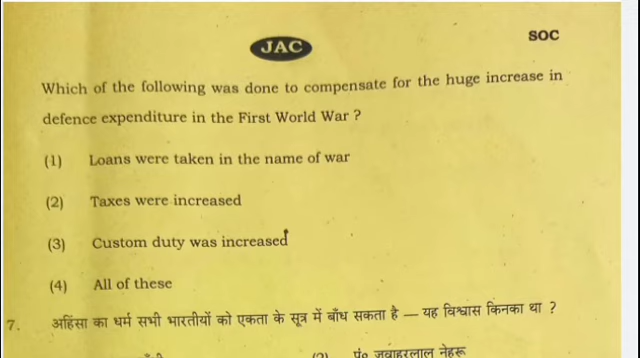 JAC
SOC
Which of the following was done to compensate for the huge increase in
defence expenditure in the First World War ?
(1) Loans were taken in the name of war
(2) Taxes were increased
(3) Custom duty was increased
(4) All of these
7. अहिंसा का धर्म सभी भारतीयों को एकता के सूत्र में बाँध सकता है — यह विश्वास किनका था ?
(2) पं० जवाहरलाल नेहरू